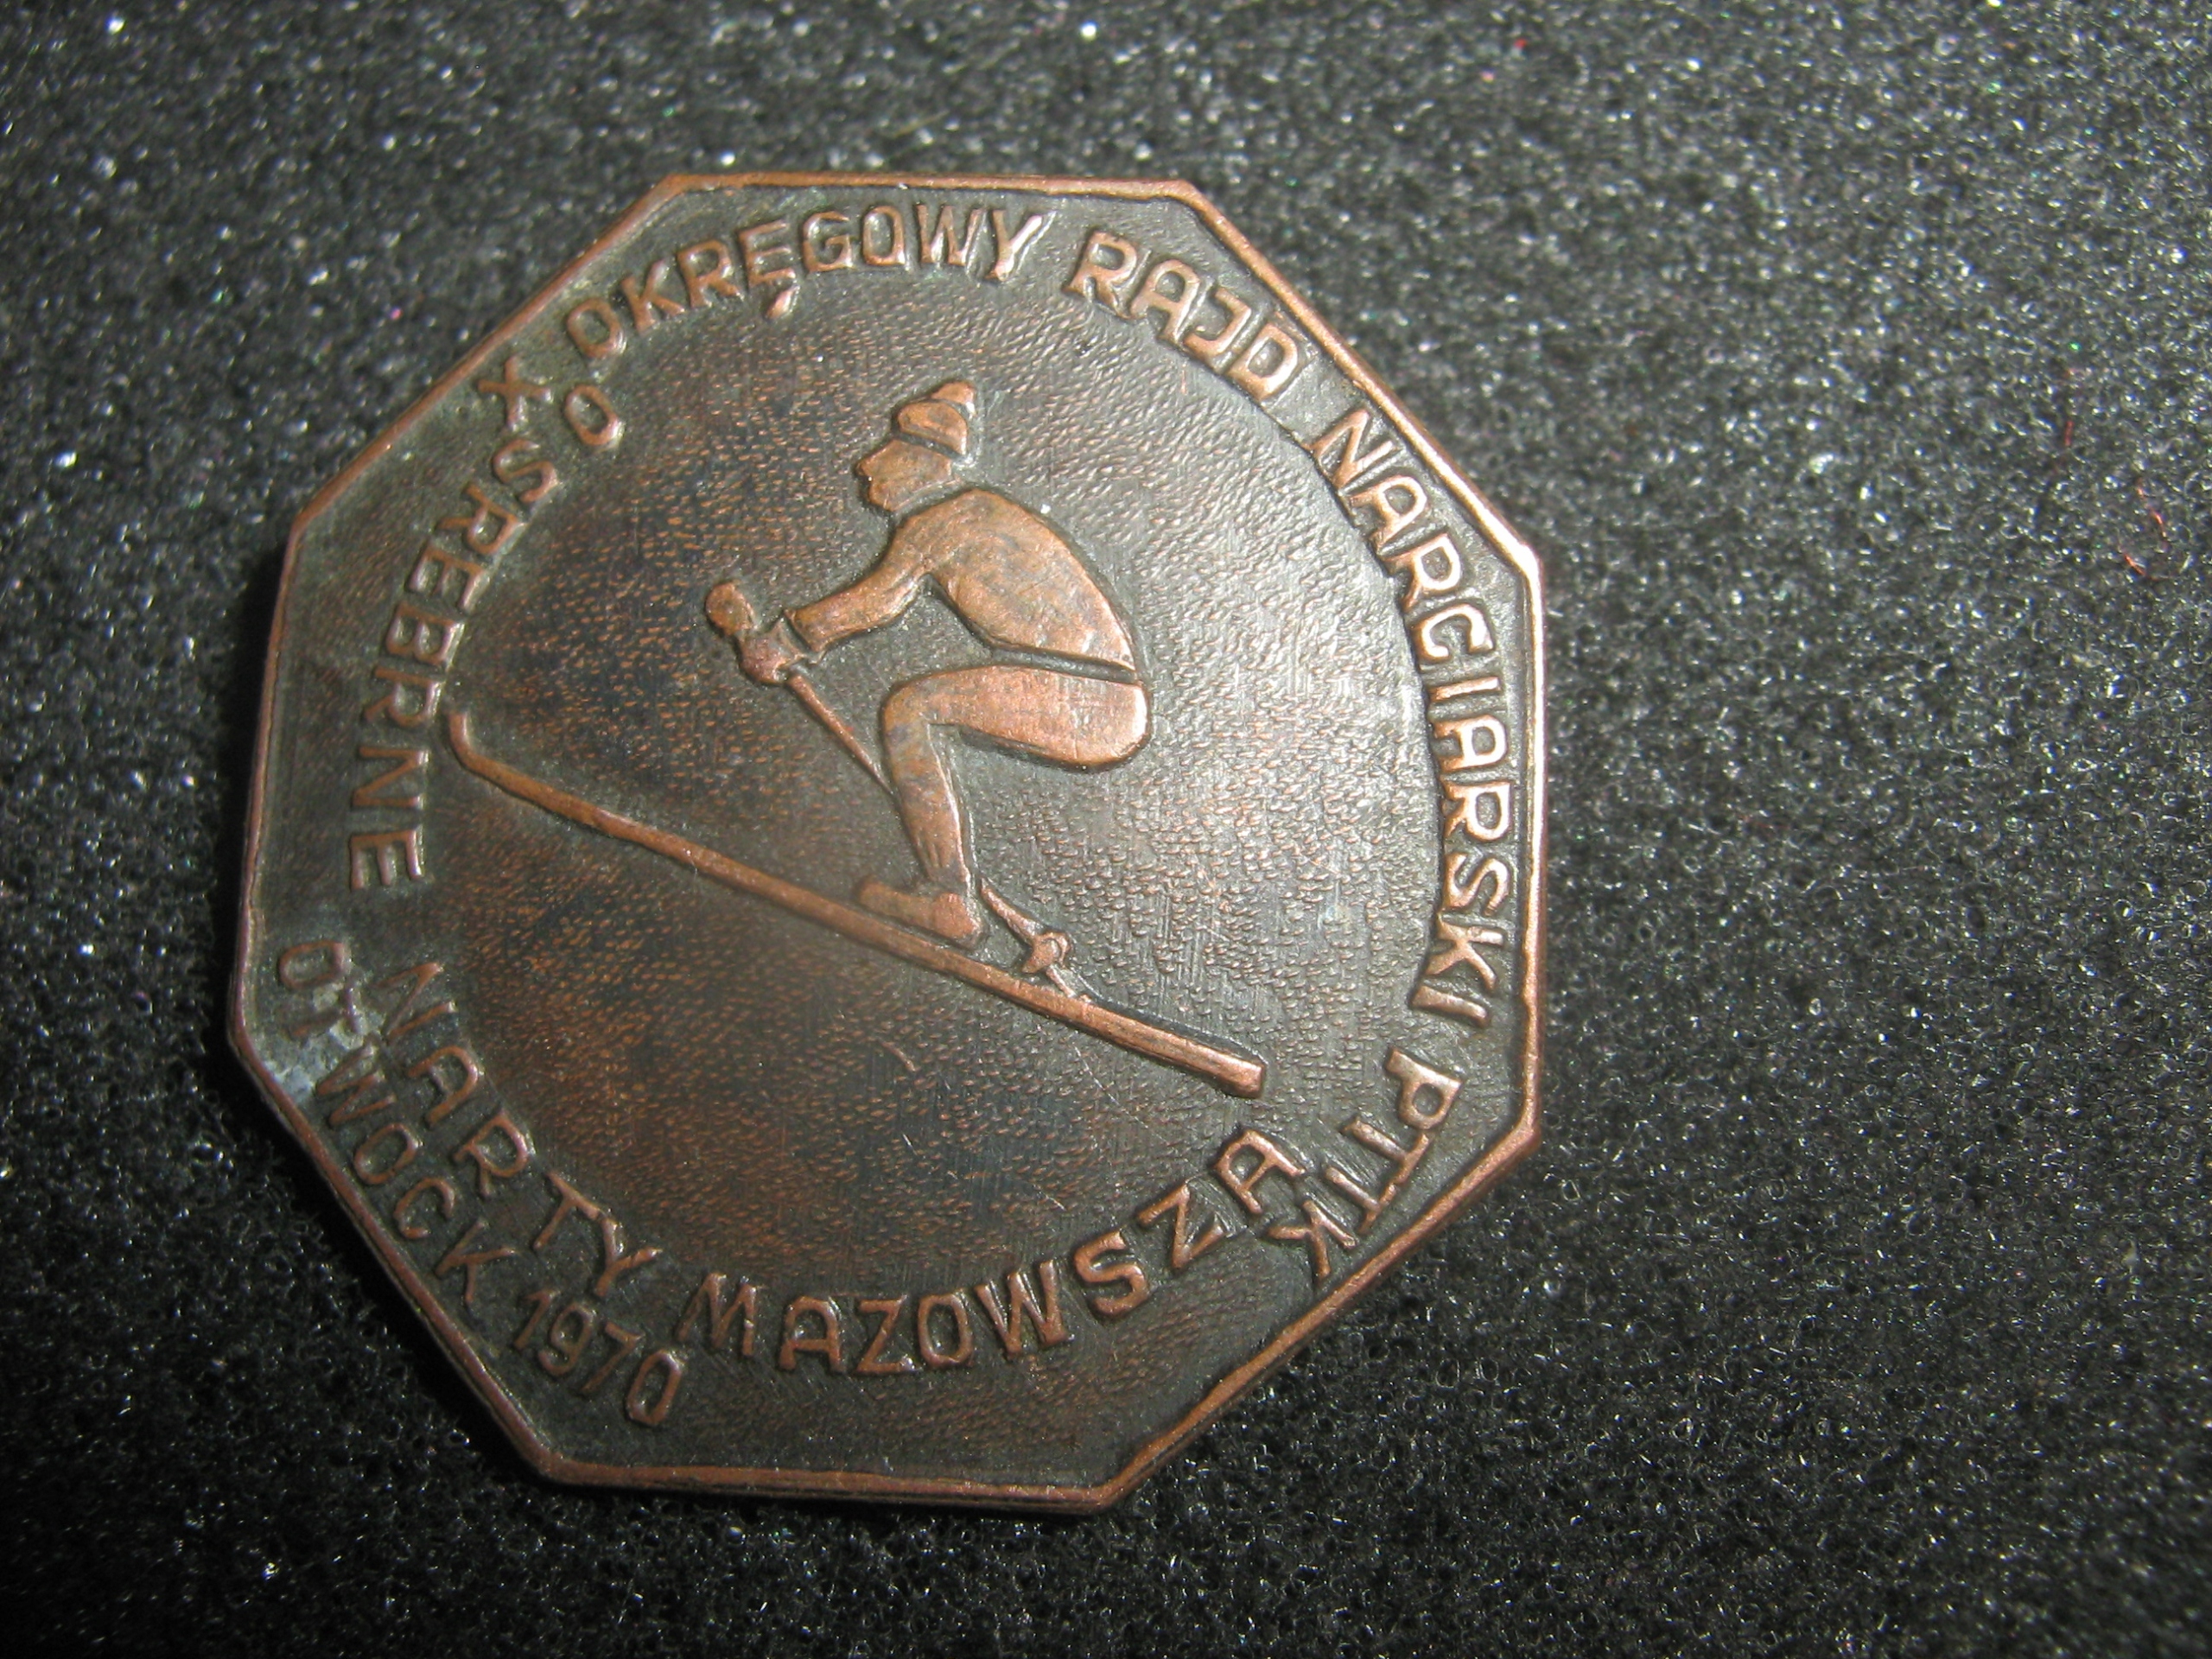 X OKRĘGOWY RAJD NARCIARSKI PTTK
O SREBRNE NARTY MAZOWSZA
OTWOCK 1970